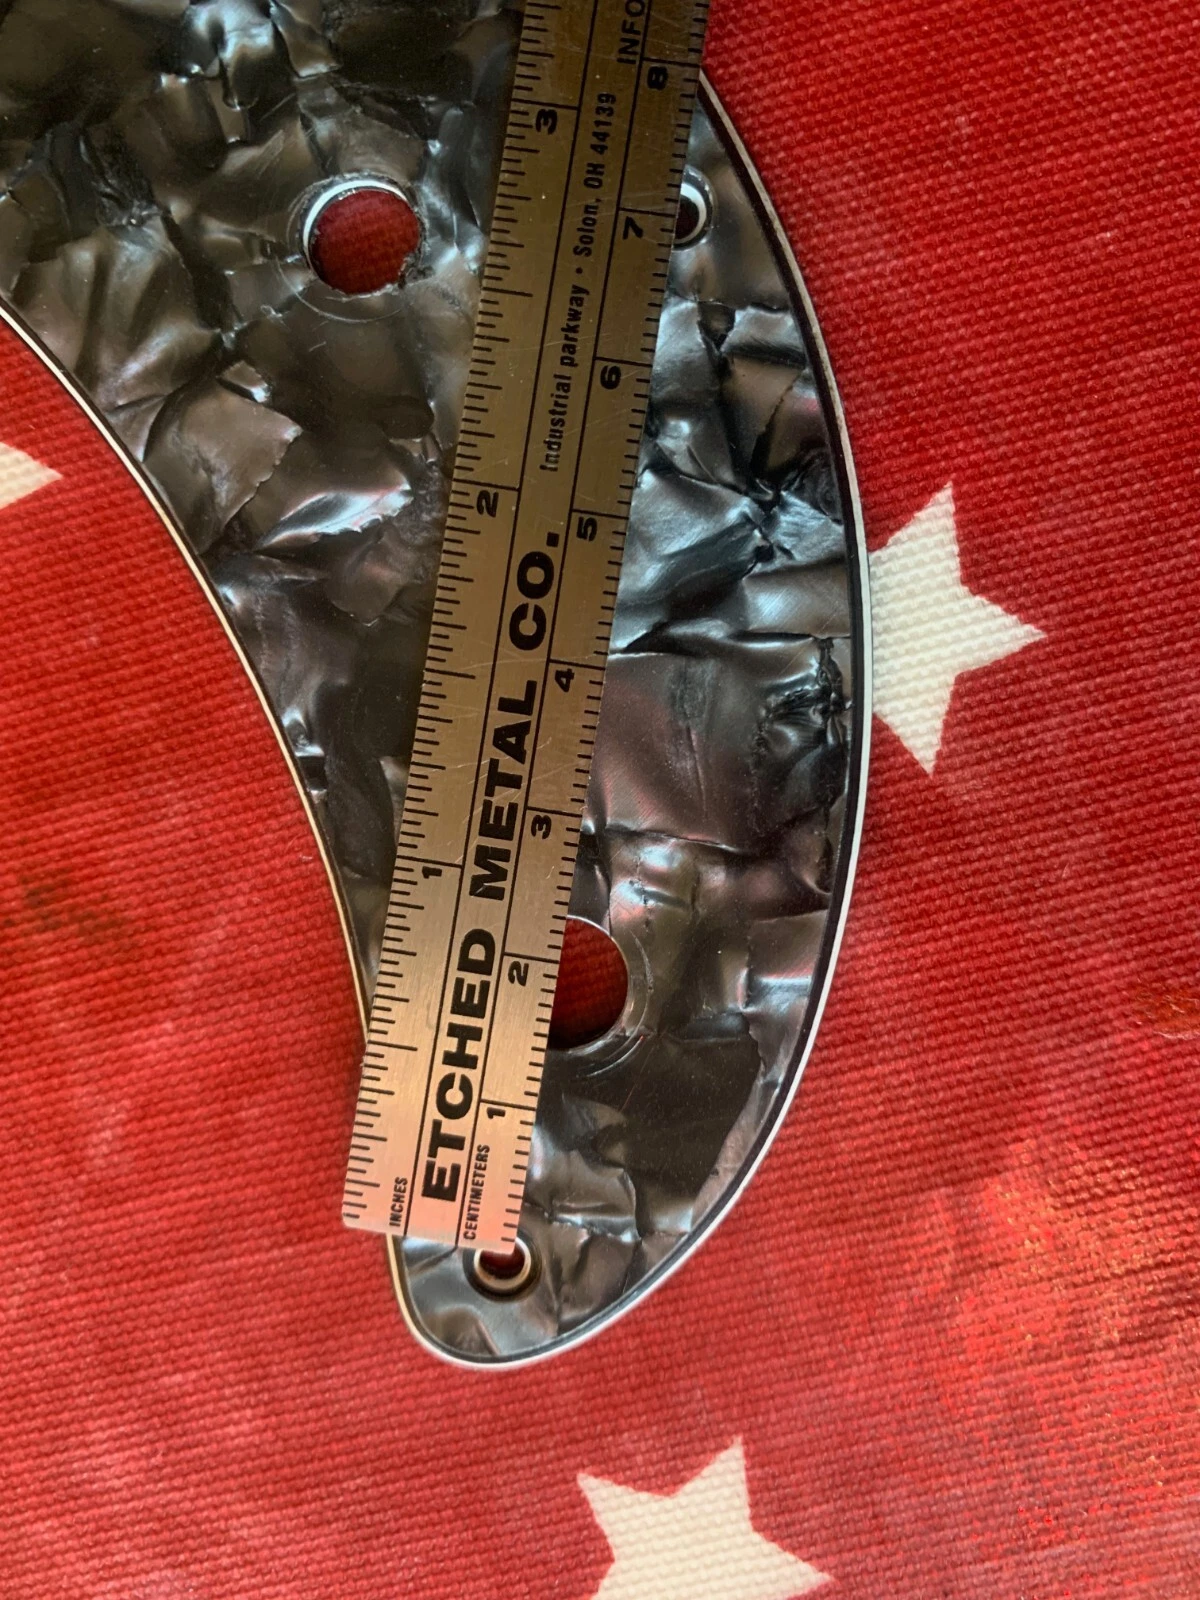 INCHES 1 2 3
ETCHED METAL CO.
Industrial parkway • Solon, OH 44139
CENTIMETERS 1 2 3 4 5 6 7 8
INFO